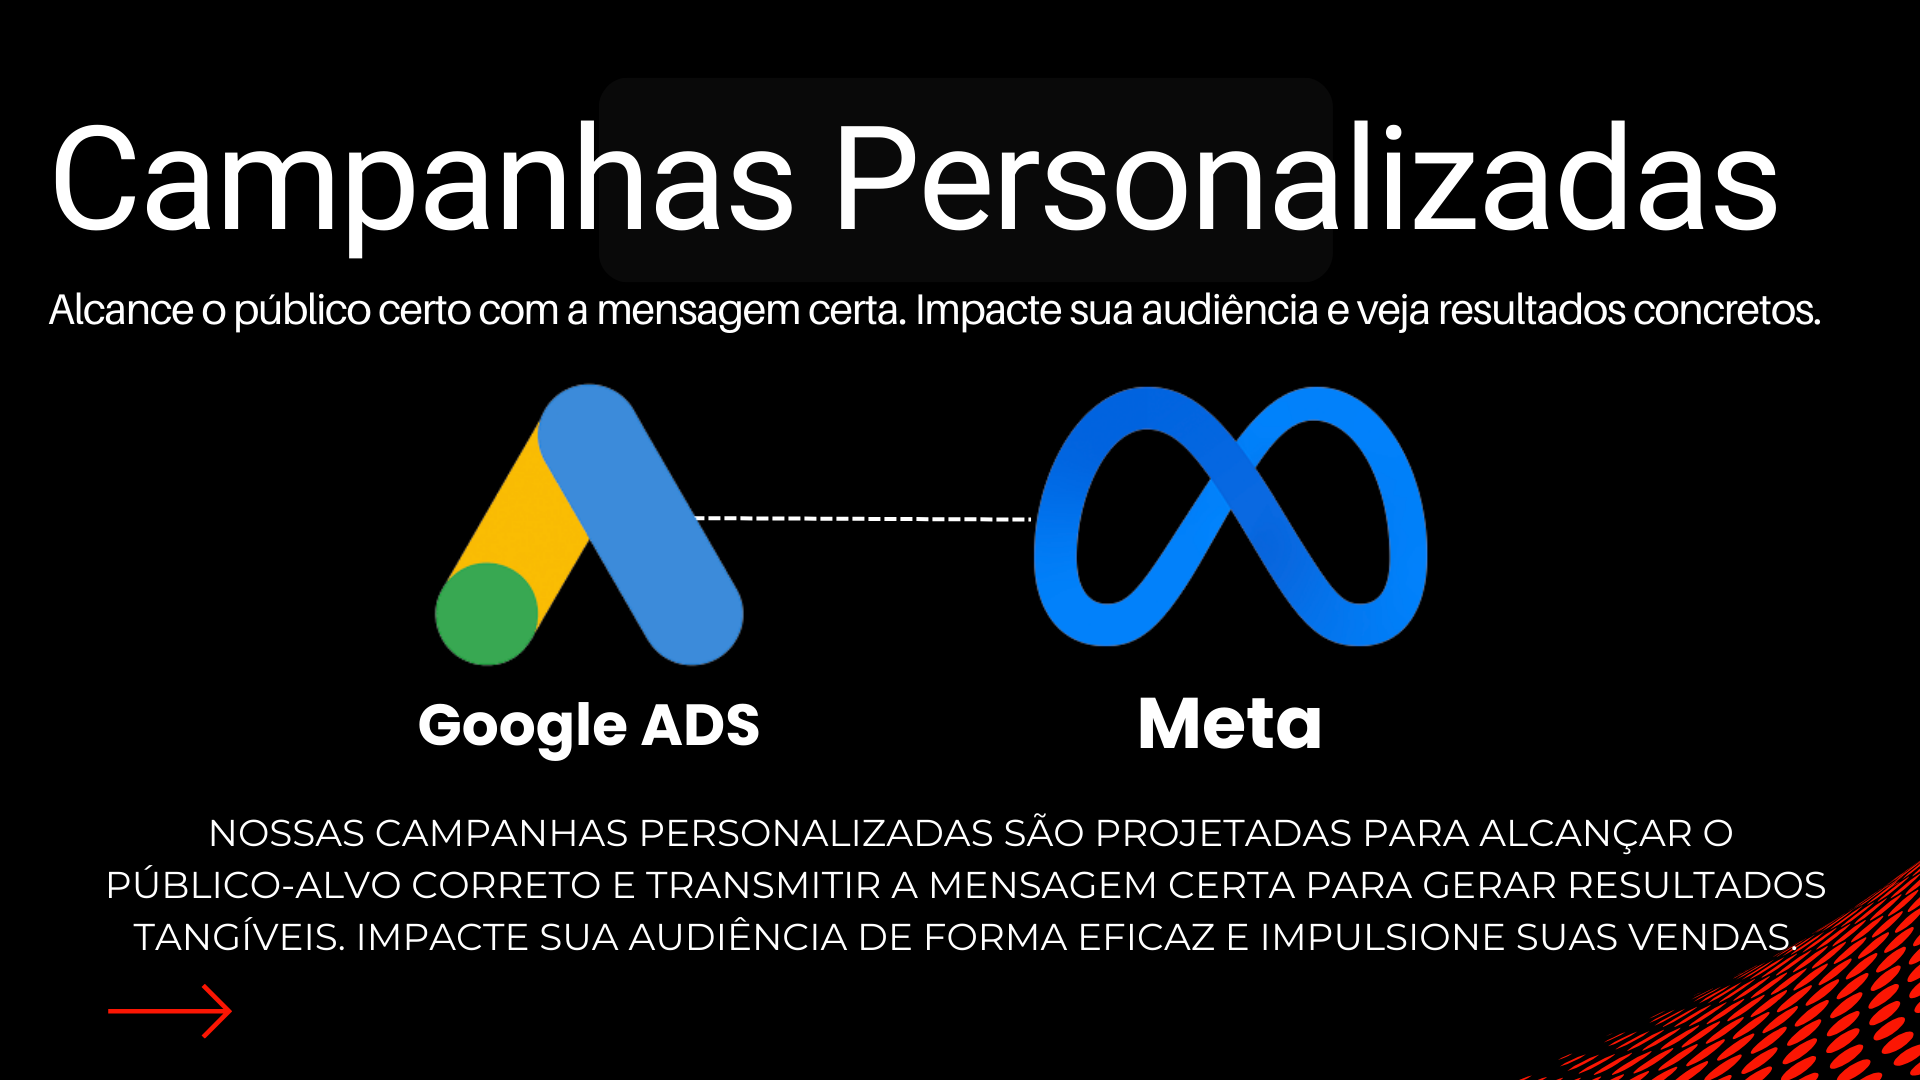 Campanhas Personalizadas
Alcance o público certo com a mensagem certa. Impacte sua audiência e veja resultados concretos.
Google ADS
Meta
NOSSAS CAMPANHAS PERSONALIZADAS SÃO PROJETADAS PARA ALCANÇAR O
PÚBLICO-ALVO CORRETO E TRANSMITIR A MENSAGEM CERTA PARA GERAR RESULTADOS
TANGÍVEIS. IMPACTE SUA AUDIÊNCIA DE FORMA EFICAZ E IMPULSIONE SUAS VENDAS.